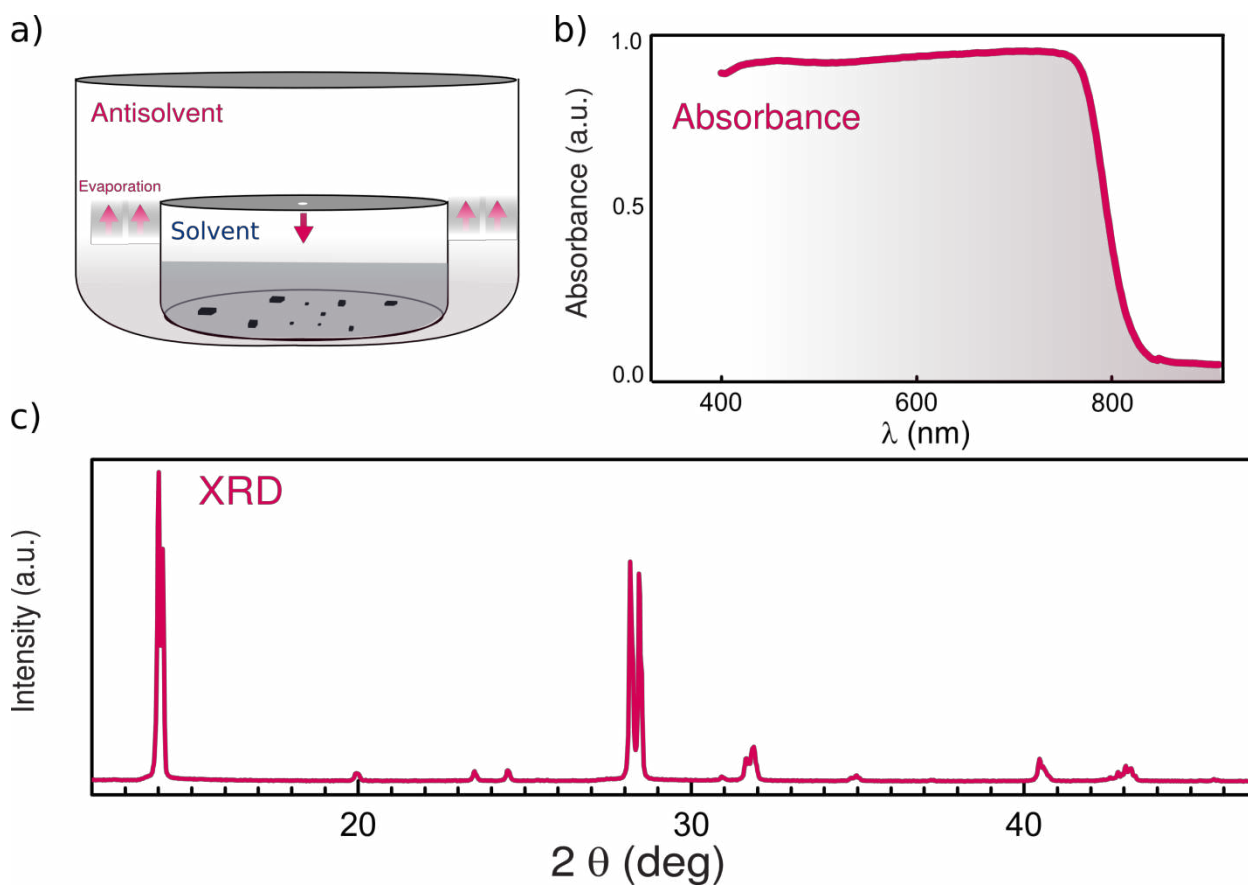 a)
Antisolvent
Evaporation
Solvent
b)
1.0
0.5
0.0
Absorbance (a.u.)
Absorbance
400
600
800
λ (nm)
c)
XRD
Intensity (a.u.)
20
30
40
2 θ (deg)